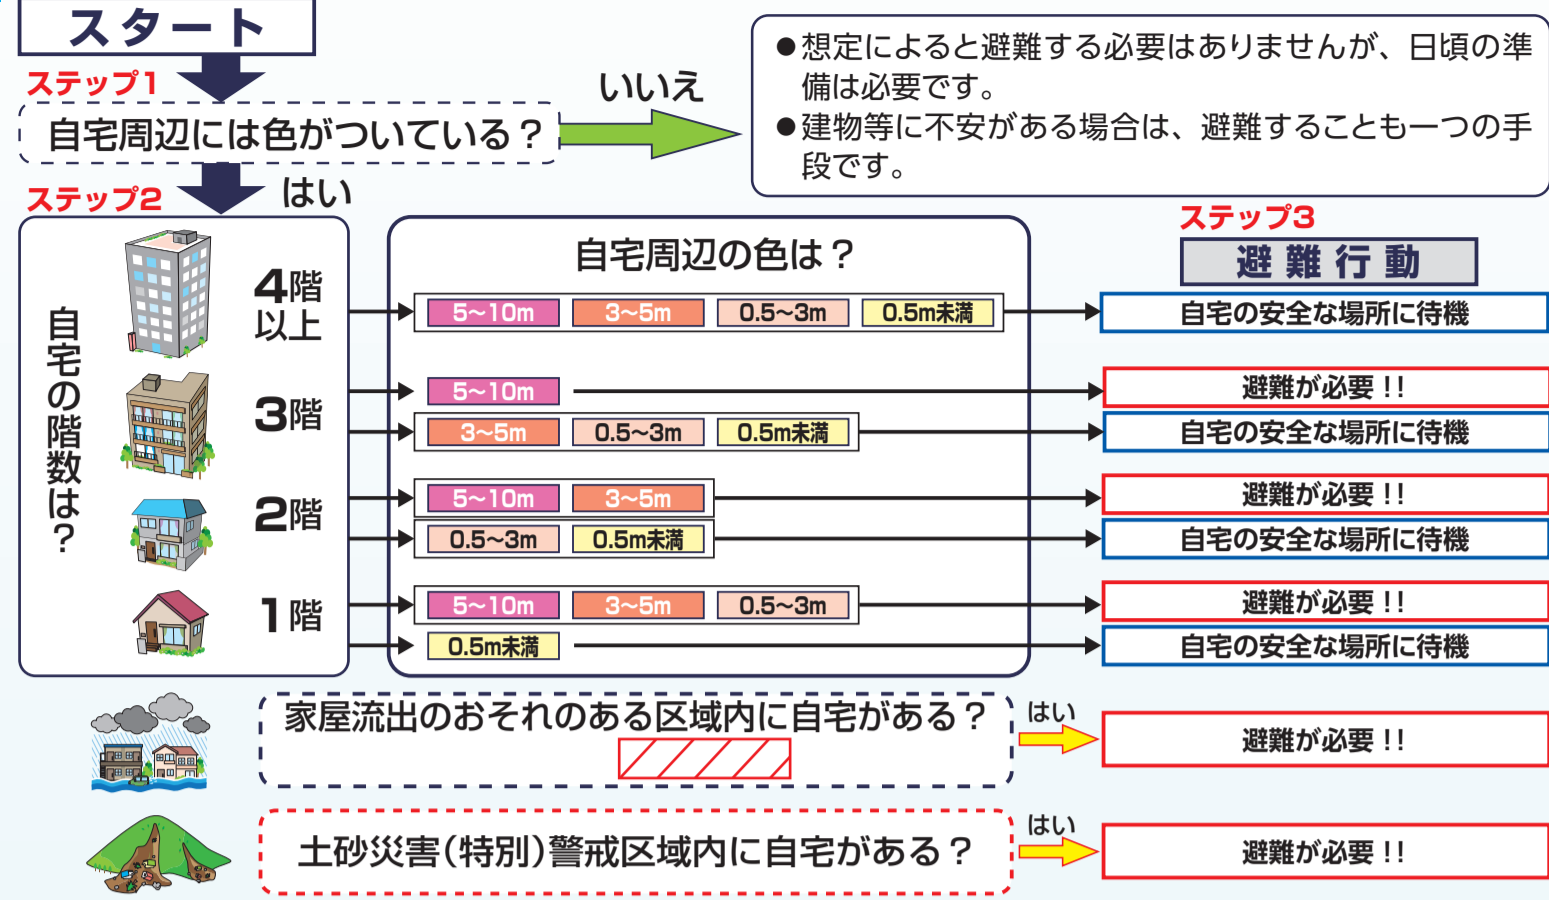 スタート
ステップ1
自宅周辺には色がついている？
いいえ
●想定によると避難する必要はありませんが、日頃の準
備は必要です。
●建物等に不安がある場合は、避難することも一つの手
段です。
はい
ステップ2
自宅の階数は？
自宅周辺の色は？
ステップ3
避難行動
4階
以上
5～10m 3～5m 0.5～3m 0.5m未満
自宅の安全な場所に待機
3階
5～10m
避難が必要!!
3～5m 0.5～3m 0.5m未満
自宅の安全な場所に待機
2階
5～10m 3～5m
避難が必要!!
0.5～3m 0.5m未満
自宅の安全な場所に待機
1階
5～10m 3～5m 0.5～3m
避難が必要!!
0.5m未満
自宅の安全な場所に待機
家屋流出のおそれのある区域内に自宅がある？
はい
避難が必要!!
土砂災害(特別)警戒区域内に自宅がある？
はい
避難が必要!!